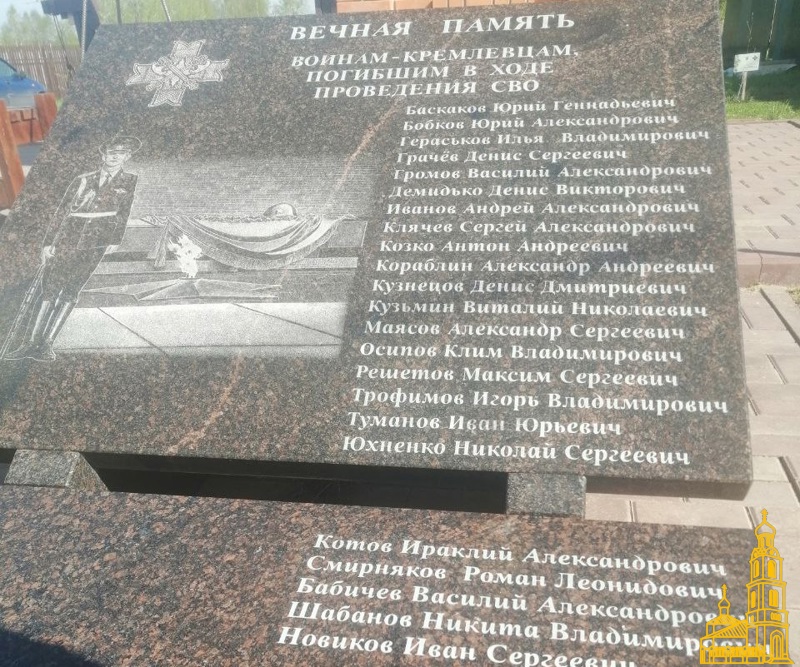 ВЕЧНАЯ ПАМЯТЬ
ВОИНАМ-КРЕМЛЕВЦАМ,
ПОГИБШИМ В ХОДЕ
ПРОВЕДЕНИЯ СВО
Баскаков Юрий Геннадьевич
Бобков Юрий Александрович
Гераськов Илья Владимирович
Грачёв Денис Сергеевич
Громов Василий Александрович
Демидько Денис Викторович
Иванов Андрей Александрович
Клячев Сергей Александрович
Козко Антон Андреевич
Кораблин Александр Андреевич
Кузнецов Денис Дмитриевич
Кузьмин Виталий Николаевич
Маясов Александр Сергеевич
Осипов Клим Владимирович
Решетов Максим Сергеевич
Трофимов Игорь Владимирович
Туманов Иван Юрьевич
Юхненко Николай Сергеевич
Котов Ираклий Александрович
Смирняков Роман Леонидович
Бабичев Василий Александрович
Шабанов Никита Владимирович
Новиков Иван Сергеевич